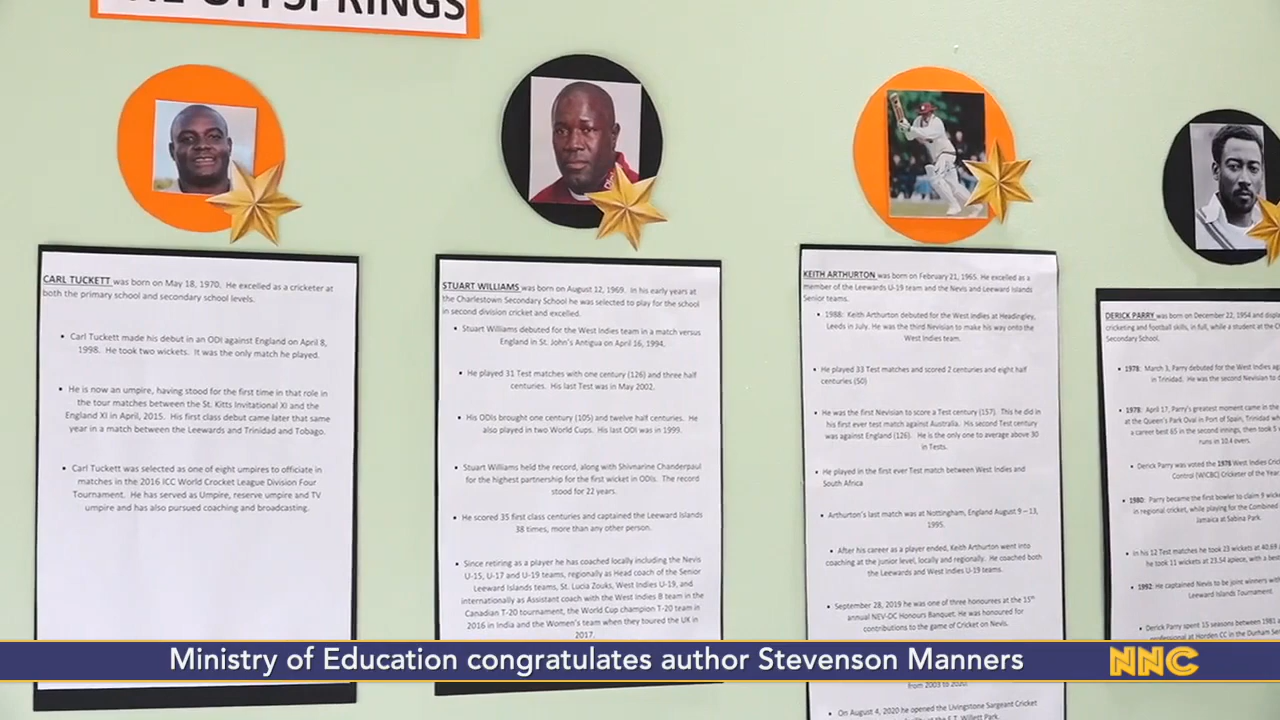 OFFSPRINGS
CARL TUCKETT was born on May 18, 1970. He excelled as a cricketer at
both the primary school and secondary school levels.
Carl Tuckett made his debut in an ODI against England on April 8,
1998. He took two wickets. It was the only match he played.
He is now an umpire, having stood for the first time in that role in
the tour matches between the St. Kitts Invitational XI and the
England XI in April, 2015. His first class debut came later that same
year in a match between the Leewards and Trinidad and Tobago.
Carl Tuckett was selected as one of eight umpires to officiate in
matches in the 2016 ICC World Crocket League Division Four
Tournament. He has served as Umpire, reserve umpire and TV
umpire and has also pursued coaching and broadcasting.
STUART WILLIAMS was born on August 12, 1969. In his early years at
the Charlestown Secondary School he was selected to play for the school
in second division cricket and excelled.
Stuart Williams debuted for the West Indies team in a match versus
England in St. John's Antigua on April 16, 1994.
He played 31 Test matches with one century (126) and three half
centuries. His last Test was in May 2002.
His ODIs brought one century (105) and twelve half centuries. He
also played in two World Cups. His last ODI was in 1999.
Stuart Williams held the record, along with Shivnarine Chanderpaul
for the highest partnership for the first wicket in ODIs. The record
stood for 22 years.
He scored 35 first class centuries and captained the Leeward Islands
38 times, more than any other person.
Since retiring as a player he has coached locally including the Nevis
U-15, U-17 and U-19 teams, regionally as Head coach of the Senior
Leeward Islands teams, St. Lucia Zouks, West Indies U-19, and
internationally as Assistant coach with the West Indies B team in the
Canadian T-20 tournament, the World Cup champion T-20 team in
2016 in India and the Women's team when they toured the UK in
2017.
KEITH ARTHURTON was born on February 21, 1965. He excelled as a
member of the Leewards U-19 team and the Nevis and Leeward Islands
Senior teams.
1988: Keith Arthurton debuted for the West Indies at Headingley,
Leeds in July. He was the third Nevisian to make his way onto the
West Indies team.
He played 33 Test matches and scored 2 centuries and eight half
centuries (50)
He was the first Nevisian to score a Test century (157). This he did in
his first ever test match against Australia. His second Test century
was against England (126). He is the only one to average above 30
in Tests.
He played in the first ever Test match between West Indies and
South Africa
Arthurton's last match was at Nottingham, England August 9 – 13,
1995.
After his career as a player ended, Keith Arthurton went into
coaching at the junior level, locally and regionally. He coached both
the Leewards and West Indies U-19 teams.
September 28, 2019 he was one of three honourees at the 15th
annual NEV-DC Honours Banquet. He was honoured for
contributions to the game of Cricket on Nevis.
from 2003 to 2020.
On August 4, 2020 he opened the Livingstone Sargeant Cricket
E.T. Willett Park.
DERICK PARRY was born on December 22, 1954 and
cricketing and football skills, in full, while a student at the
Secondary School.
1978: March 3, Parry debuted for the West Indies
in Trinidad. He was the second Nevisian to
1978: April 17, Parry's greatest moment came in the
at the Queen's Park Oval in Port of Spain, Trinidad
a career best 65 in the second innings, then took 5
runs in 10.4 overs.
Derick Parry was voted the 1978 West Indies
Control (WICBC) Cricketer of the Year
1980: Parry became the first bowler to claim 9
in regional cricket, while playing for the Combined
Jamaica at Sabina Park.
In his 12 Test matches he took 23 wickets at 40.69
he took 11 wickets at 23.54 apiece, with a
1992: He captained Nevis to be joint winners
Leeward Islands Tournament.
Derick Parry spent 15 seasons between 1981
professional at Horden CC in the Durham
Ministry of Education congratulates author Stevenson Manners
NNC